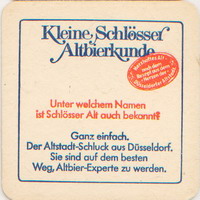 Kleine Schlösser
Altbierkunde
Unter welchem Namen
ist Schlösser Alt auch bekannt?
Ganz einfach.
Der Altstadt-Schluck aus Düsseldorf.
Sie sind auf dem besten
Weg, Altbier-Experte zu werden.